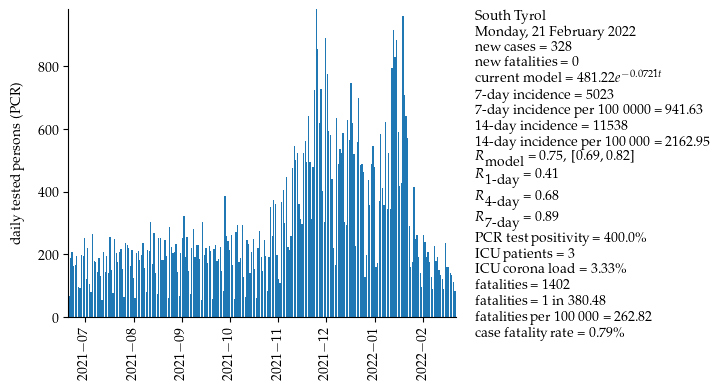 South Tyrol
Monday, 21 February 2022
new cases = 328
new fatalities = 0
current model = 481.22e^{−0.0721t}
7-day incidence = 5023
7-day incidence per 100 0000 = 941.63
14-day incidence = 11538
14-day incidence per 100 000 = 2162.95
R_model = 0.75, [0.69, 0.82]
R_1-day = 0.41
R_4-day = 0.68
R_7-day = 0.89
PCR test positivity = 400.0%
ICU patients = 3
ICU corona load = 3.33%
fatalities = 1402
fatalities = 1 in 380.48
fatalities per 100 000 = 262.82
case fatality rate = 0.79%
daily tested persons (PCR)
800
600
400
200
0
2021−07
2021−08
2021−09
2021−10
2021−11
2021−12
2022−01
2022−02